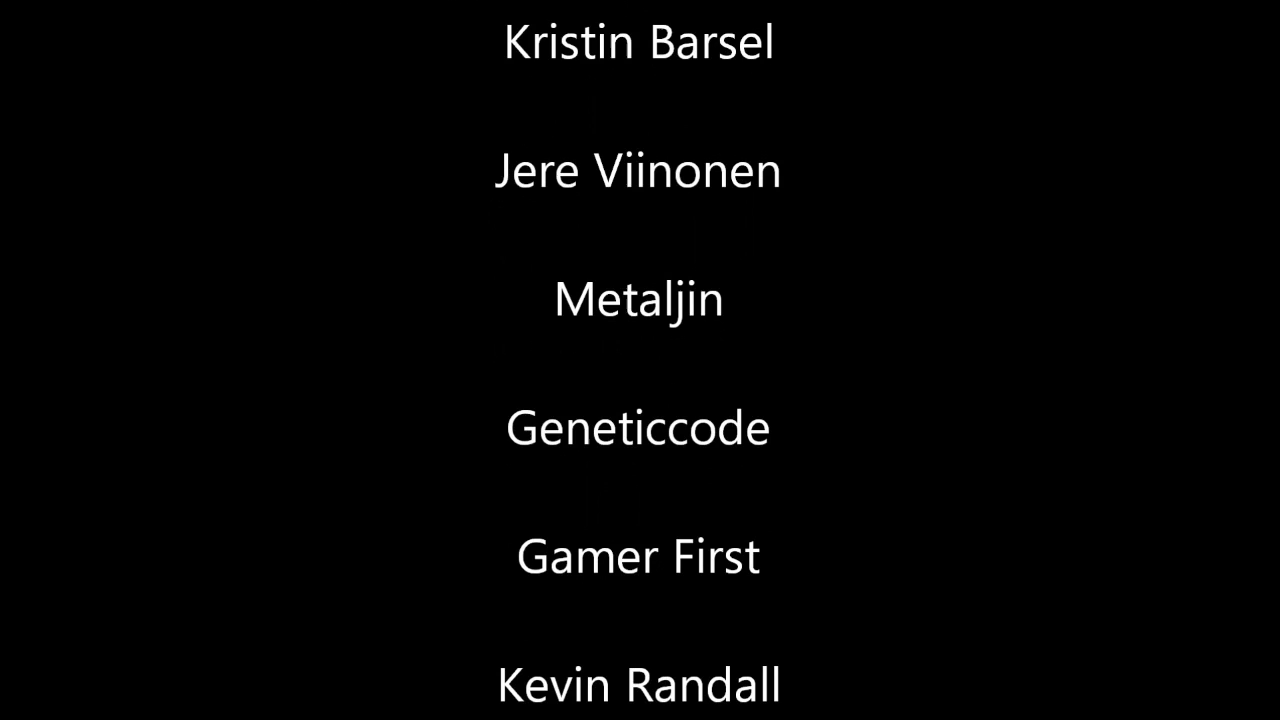 Kristin Barsel
Jere Viinonen
Metaljin
Geneticcode
Gamer First
Kevin Randall